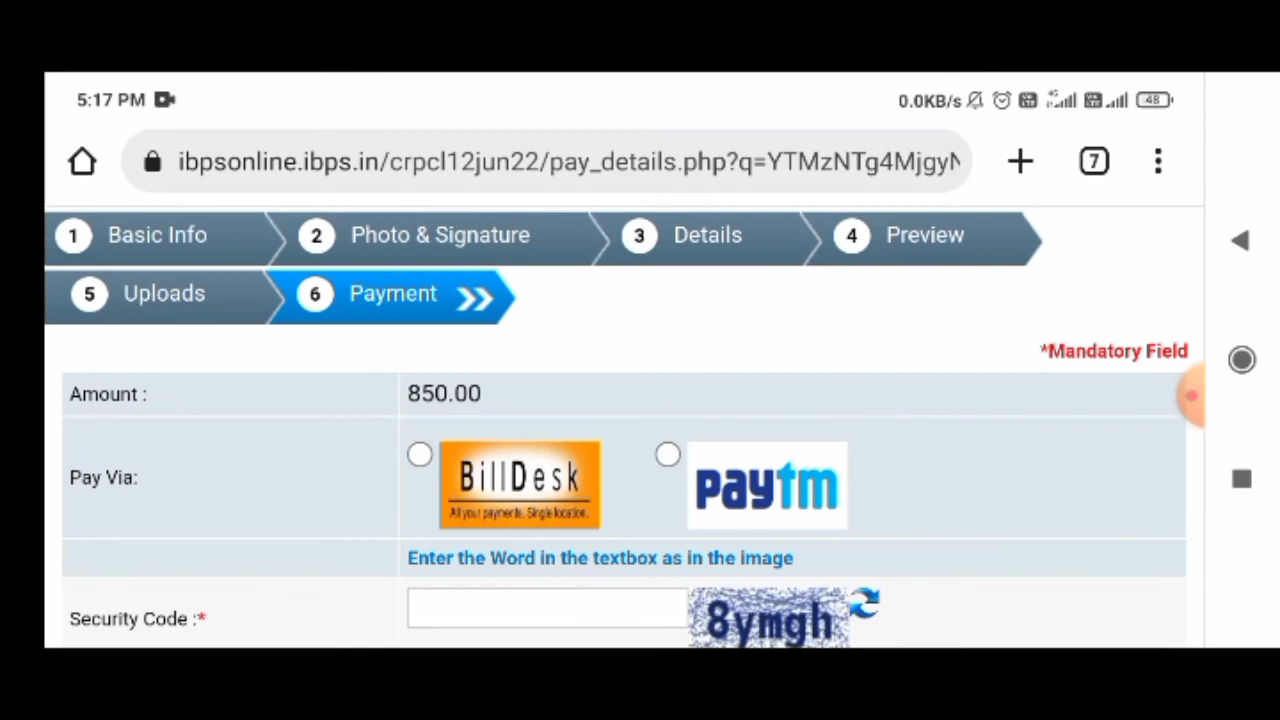 5:17 PM
0.0KB/s 4G 48
ibpsonline.ibps.in/crpcl12jun22/pay_details.php?q=YTMzNTg4MjgyN
7
1 Basic Info 2 Photo & Signature 3 Details 4 Preview
5 Uploads 6 Payment
*Mandatory Field
Amount : 850.00
Pay Via: BillDesk paytm
All your payments. Single location.
Enter the Word in the textbox as in the image
Security Code :* 8ymgh